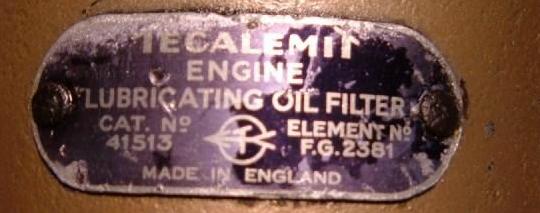 TECALEMIT
ENGINE
LUBRICATING OIL FILTER
CAT. Nº ELEMENT Nº
41513 F.G.2381
MADE IN ENGLAND